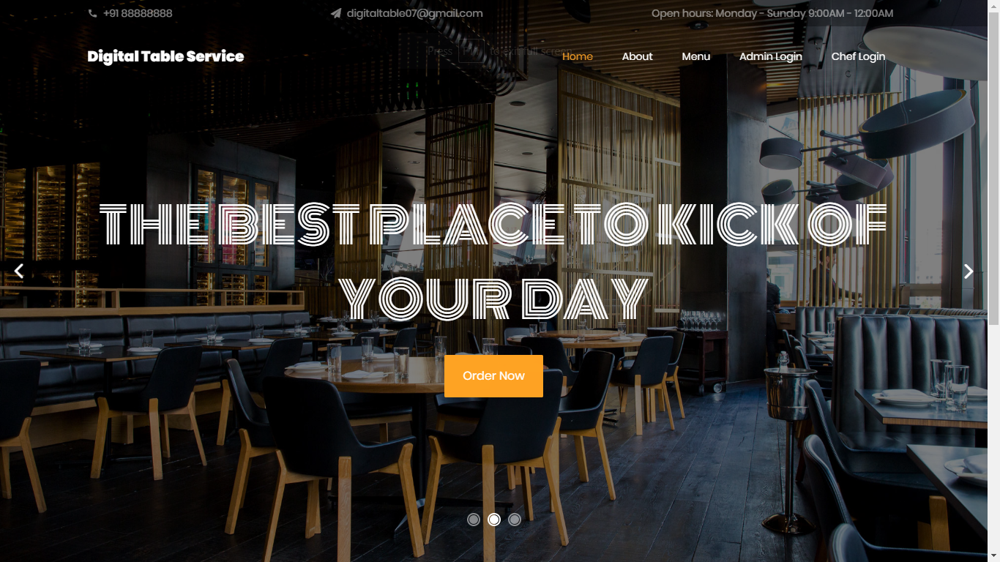 +91 88888888
digitaltable07@gmail.com
Open hours: Monday - Sunday 9:00AM - 12:00AM
Press
to exit full screen
Digital Table Service
Home
About
Menu
Admin Login
Chef Login
THE BEST PLACE TO KICK OF
YOUR DAY
Order Now